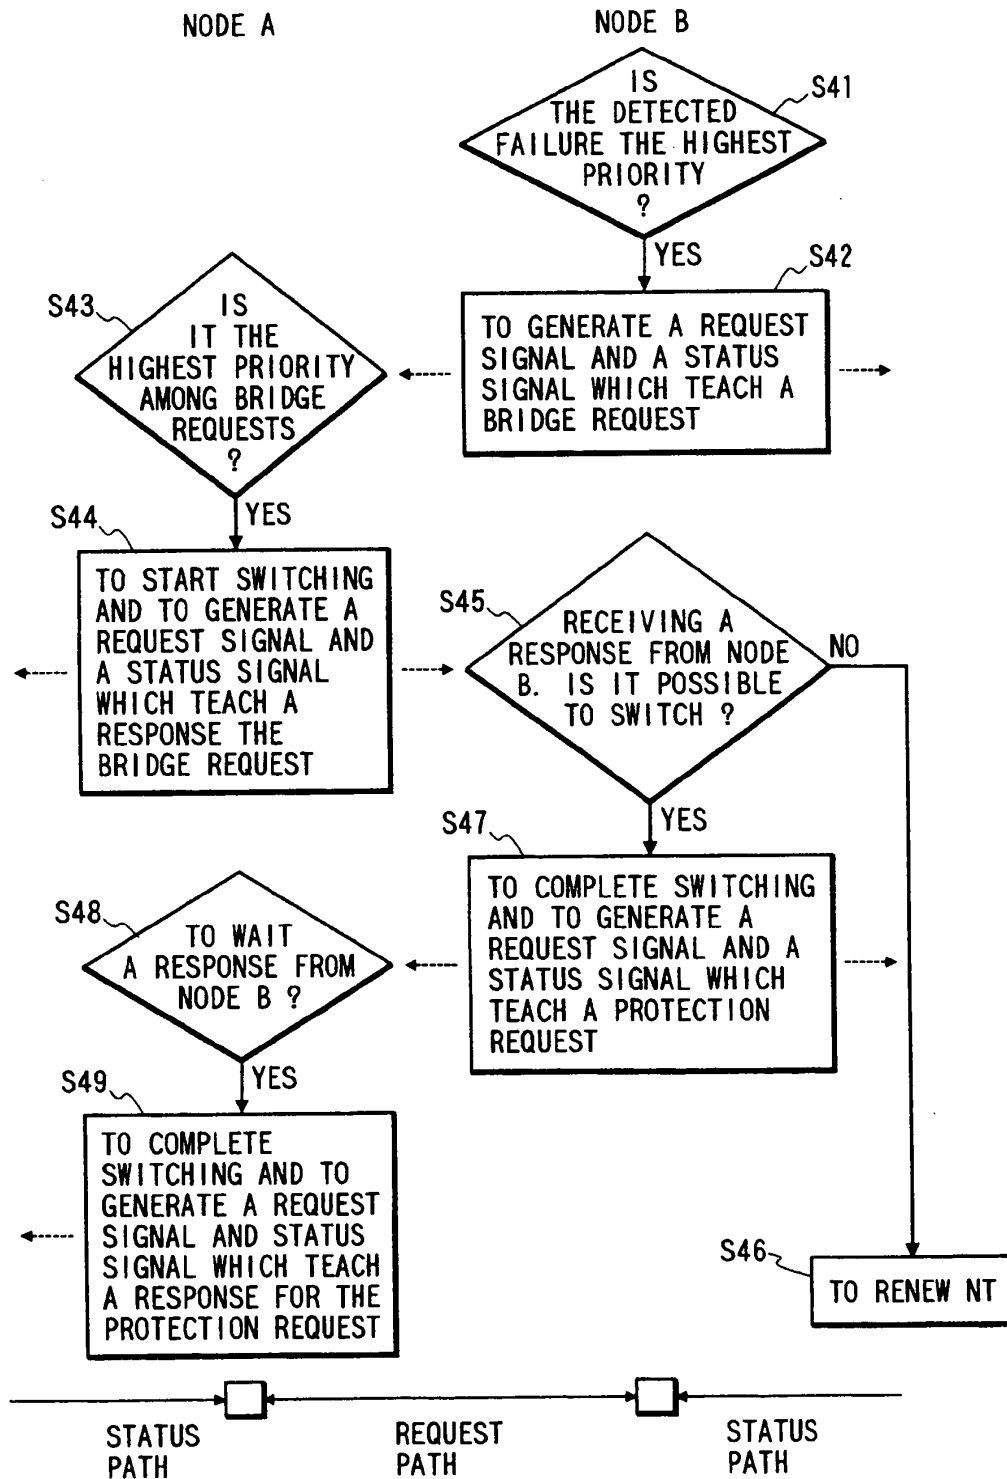 NODE A
NODE B
IS
THE DETECTED
FAILURE THE HIGHEST
PRIORITY
?
S41
YES
S42
TO GENERATE A REQUEST
SIGNAL AND A STATUS
SIGNAL WHICH TEACH A
BRIDGE REQUEST
S43
IS
IT THE
HIGHEST PRIORITY
AMONG BRIDGE
REQUESTS
?
YES
S44
TO START SWITCHING
AND TO GENERATE A
REQUEST SIGNAL AND
A STATUS SIGNAL
WHICH TEACH A
RESPONSE THE
BRIDGE REQUEST
S45
RECEIVING A
RESPONSE FROM NODE
B. IS IT POSSIBLE
TO SWITCH ?
NO
YES
S47
TO COMPLETE SWITCHING
AND TO GENERATE A
REQUEST SIGNAL AND A
STATUS SIGNAL WHICH
TEACH A PROTECTION
REQUEST
S48
TO WAIT
A RESPONSE FROM
NODE B ?
YES
S49
TO COMPLETE
SWITCHING AND TO
GENERATE A REQUEST
SIGNAL AND STATUS
SIGNAL WHICH TEACH
A RESPONSE FOR THE
PROTECTION REQUEST
S46
TO RENEW NT
STATUS
PATH
REQUEST
PATH
STATUS
PATH